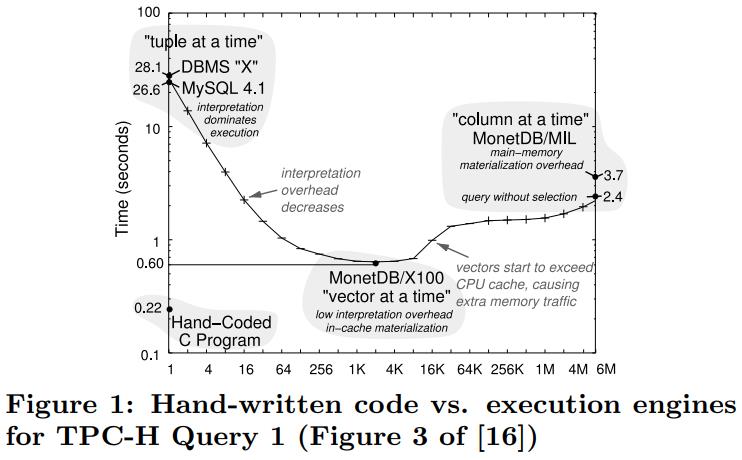 100
"tuple at a time"
28.1 DBMS "X"
26.6 MySQL 4.1
interpretation
dominates
execution
10
"column at a time"
MonetDB/MIL
main−memory
materialization overhead
3.7
query without selection
2.4
interpretation
overhead
decreases
Time (seconds)
1
0.60
MonetDB/X100
"vector at a time"
low interpretation overhead
in−cache materialization
vectors start to exceed
CPU cache, causing
extra memory traffic
0.22
Hand−Coded
C Program
0.1
1 4 16 64 256 1K 4K 16K 64K 256K 1M 4M 6M
Figure 1: Hand-written code vs. execution engines
for TPC-H Query 1 (Figure 3 of [16])